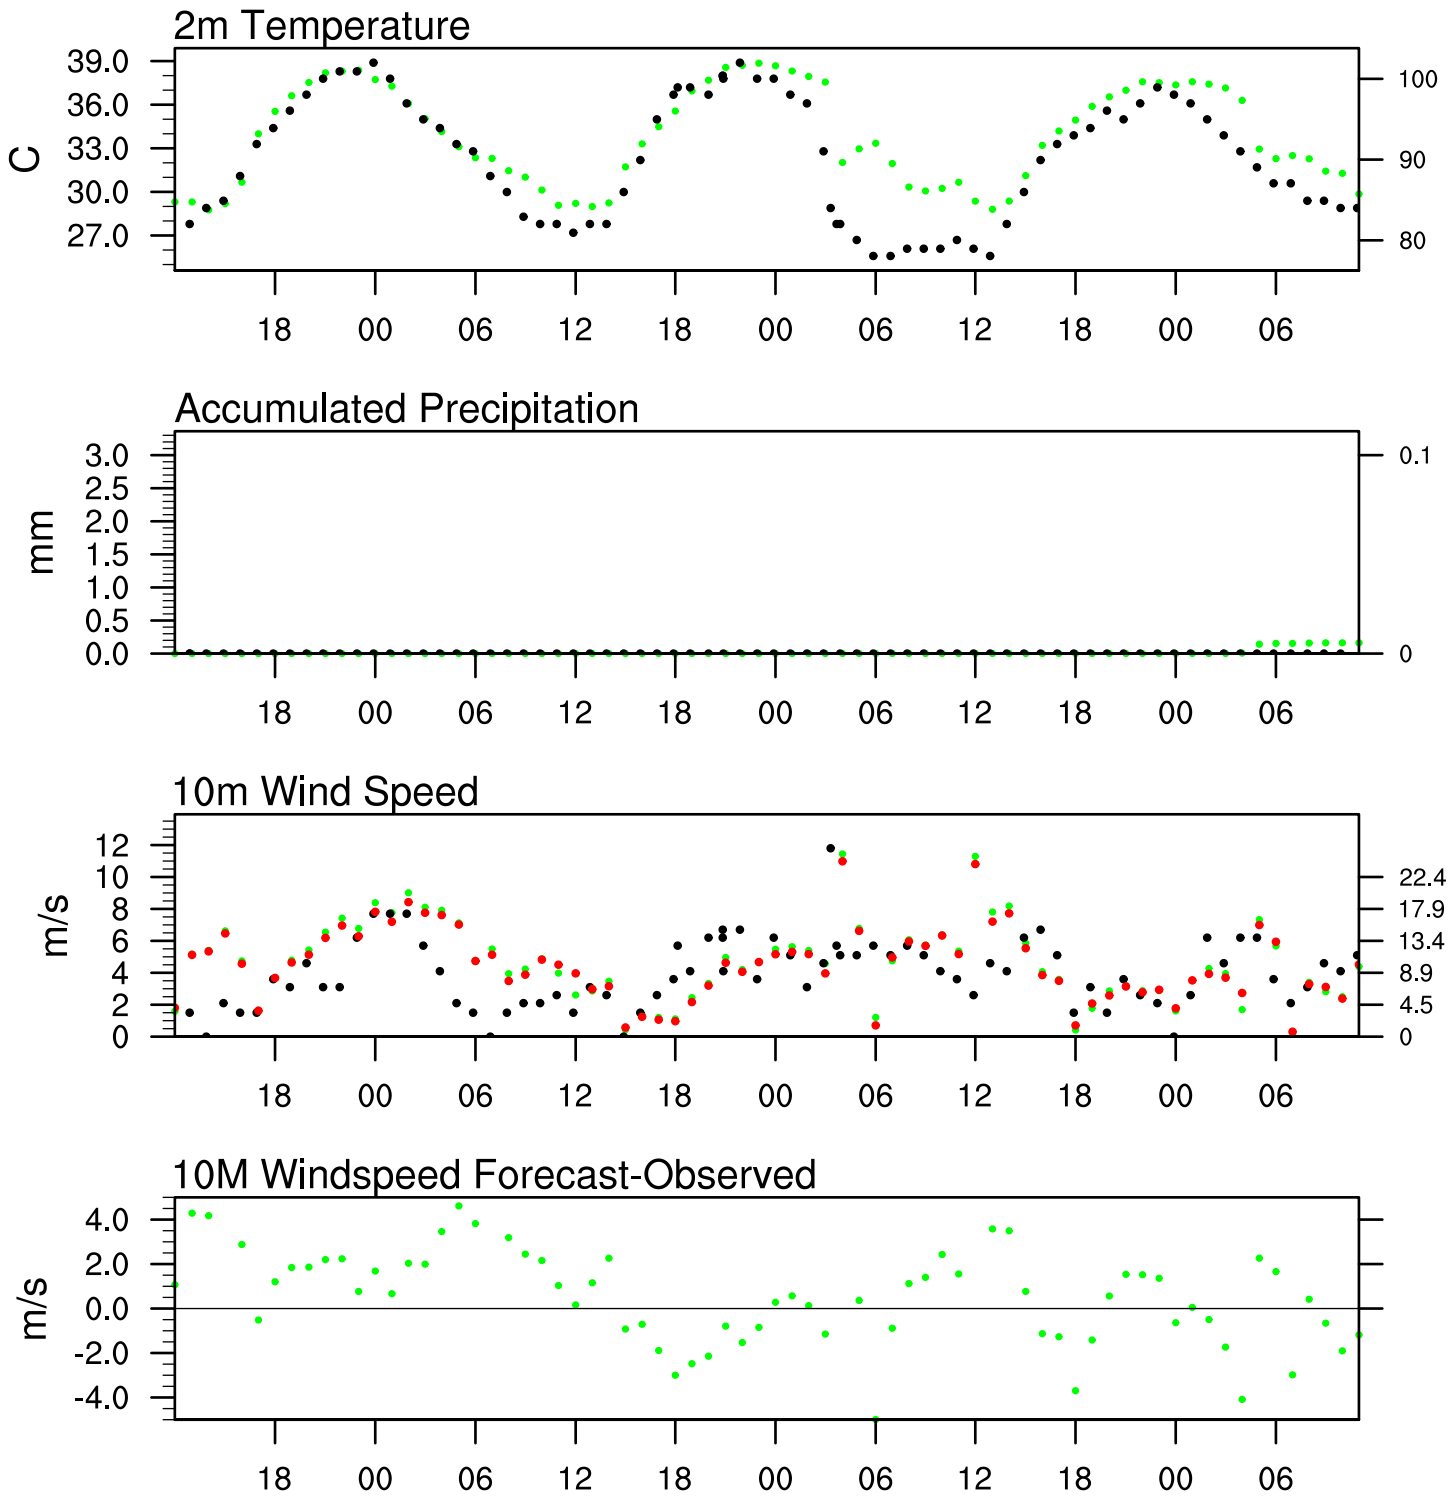 2m Temperature
39.0
36.0
33.0
30.0
27.0
C
100
90
80
18 00 06 12 18 00 06 12 18 00 06
Accumulated Precipitation
3.0
2.5
2.0
1.5
1.0
0.5
0.0
mm
0.1
0
18 00 06 12 18 00 06 12 18 00 06
10m Wind Speed
12
10
8
6
4
2
0
m/s
22.4
17.9
13.4
8.9
4.5
0
18 00 06 12 18 00 06 12 18 00 06
10M Windspeed Forecast-Observed
4.0
2.0
0.0
-2.0
-4.0
m/s
18 00 06 12 18 00 06 12 18 00 06